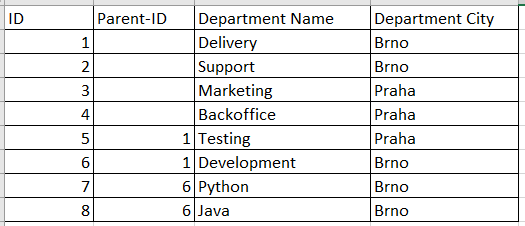 ID Parent-ID Department Name Department City
1 Delivery Brno
2 Support Brno
3 Marketing Praha
4 Backoffice Praha
5 1 Testing Praha
6 1 Development Brno
7 6 Python Brno
8 6 Java Brno